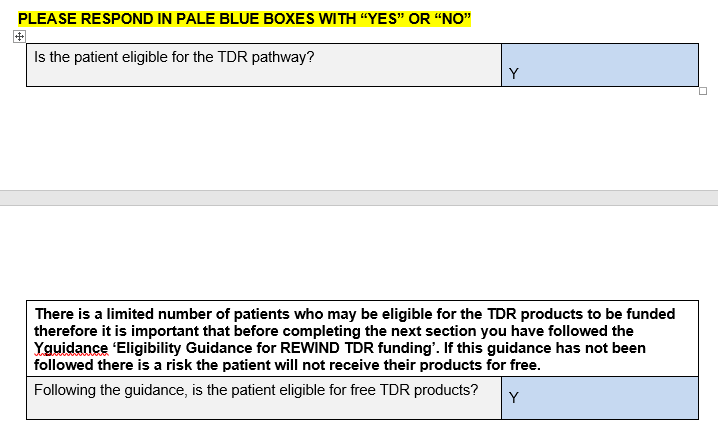 PLEASE RESPOND IN PALE BLUE BOXES WITH “YES” OR “NO”
Is the patient eligible for the TDR pathway?
Y
There is a limited number of patients who may be eligible for the TDR products to be funded
therefore it is important that before completing the next section you have followed the
Yguidance ‘Eligibility Guidance for REWIND TDR funding’. If this guidance has not been
followed there is a risk the patient will not receive their products for free.
Following the guidance, is the patient eligible for free TDR products?
Y